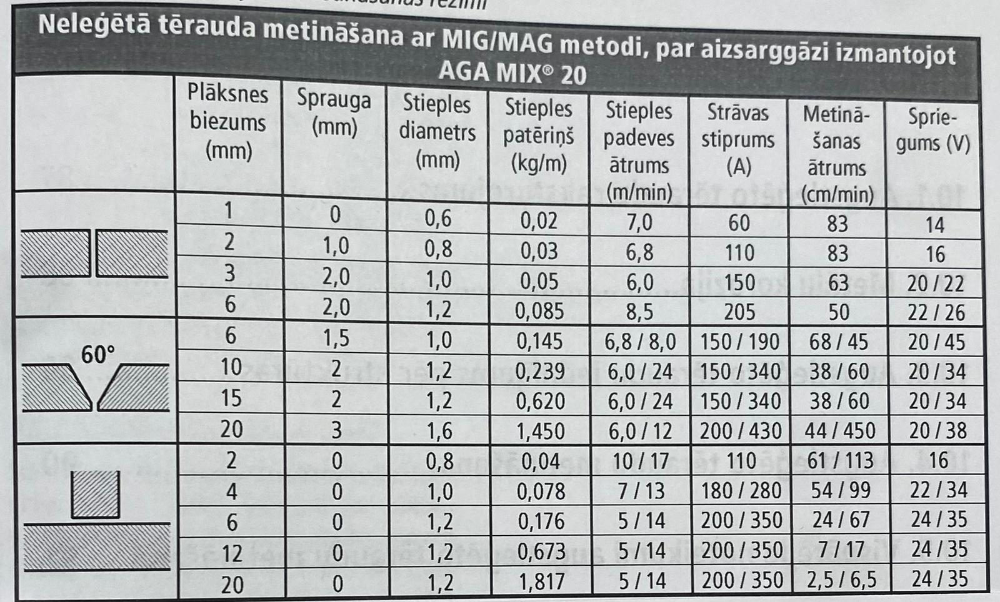 režīmi
Neleģētā tērauda metināšana ar MIG/MAG metodi, par aizsarggāzi izmantojot
AGA MIX® 20
Plāksnes biezums (mm) Sprauga (mm) Stieples diametrs (mm) Stieples patēriņš (kg/m) Stieples padeves ātrums (m/min) Strāvas stiprums (A) Metinā-šanas ātrums (cm/min) Sprie-gums (V)
1 0 0,6 0,02 7,0 60 83 14
2 1,0 0,8 0,03 6,8 110 83 16
3 2,0 1,0 0,05 6,0 150 63 20 / 22
6 2,0 1,2 0,085 8,5 205 50 22 / 26
60°
6 1,5 1,0 0,145 6,8 / 8,0 150 / 190 68 / 45 20 / 45
10 2 1,2 0,239 6,0 / 24 150 / 340 38 / 60 20 / 34
15 2 1,2 0,620 6,0 / 24 150 / 340 38 / 60 20 / 34
20 3 1,6 1,450 6,0 / 12 200 / 430 44 / 450 20 / 38
2 0 0,8 0,04 10 / 17 110 61 / 113 16
4 0 1,0 0,078 7 / 13 180 / 280 54 / 99 22 / 34
6 0 1,2 0,176 5 / 14 200 / 350 24 / 67 24 / 35
12 0 1,2 0,673 5 / 14 200 / 350 7 / 17 24 / 35
20 0 1,2 1,817 5 / 14 200 / 350 2,5 / 6,5 24 / 35